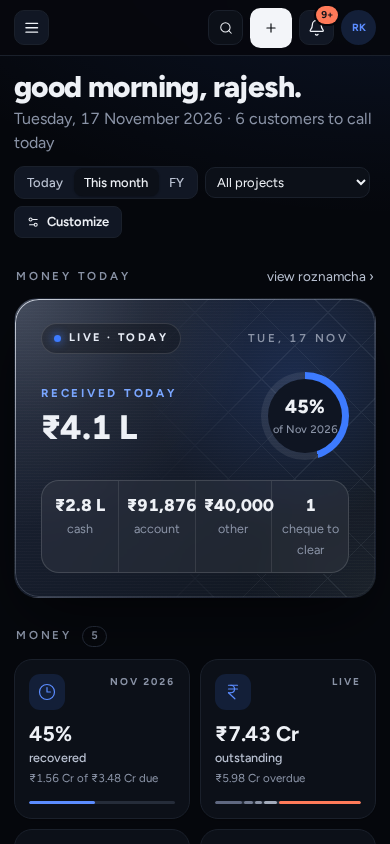 9+
RK
good morning, rajesh.
Tuesday, 17 November 2026 · 6 customers to call
today
Today This month FY All projects
Customize
MONEY TODAY view roznamcha ›
LIVE · TODAY TUE, 17 NOV
RECEIVED TODAY
₹4.1 L
45%
of Nov 2026
₹2.8 L ₹91,876 ₹40,000 1
cash account other cheque to
clear
MONEY 5
NOV 2026
45%
recovered
₹1.56 Cr of ₹3.48 Cr due
LIVE
₹7.43 Cr
outstanding
₹5.98 Cr overdue